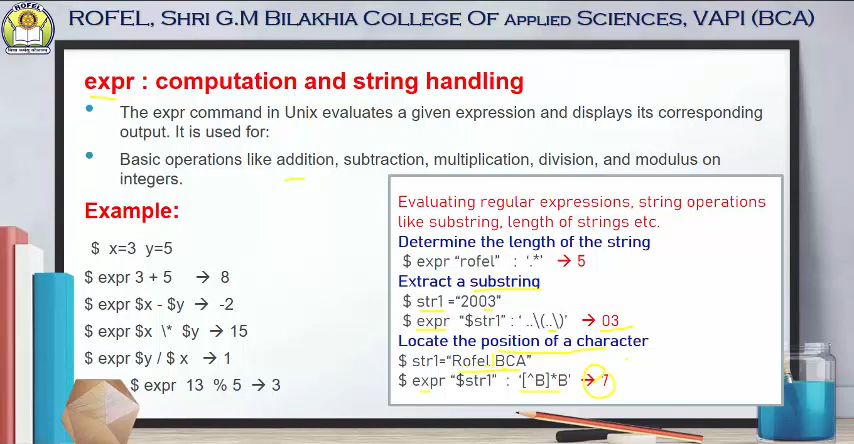 ROFEL, SHRI G.M BILAKHIA COLLEGE OF APPLIED SCIENCES, VAPI (BCA)
ROFEL
expr : computation and string handling
• The expr command in Unix evaluates a given expression and displays its corresponding
output. It is used for:
• Basic operations like addition, subtraction, multiplication, division, and modulus on
integers.
Example:
$ x=3 y=5
$ expr 3 + 5 → 8
$ expr $x - $y → -2
$ expr $x \* $y → 15
$ expr $y / $ x → 1
$ expr 13 % 5 → 3
Evaluating regular expressions, string operations
like substring, length of strings etc.
Determine the length of the string
$ expr “rofel” : ‘.*’ → 5
Extract a substring
$ str1 =“2003”
$ expr “$str1” : ‘ ..\(..\)’ → 03
Locate the position of a character
$ str1=“Rofel BCA”
$ expr “$str1” : ‘[^B]*B’ → 7